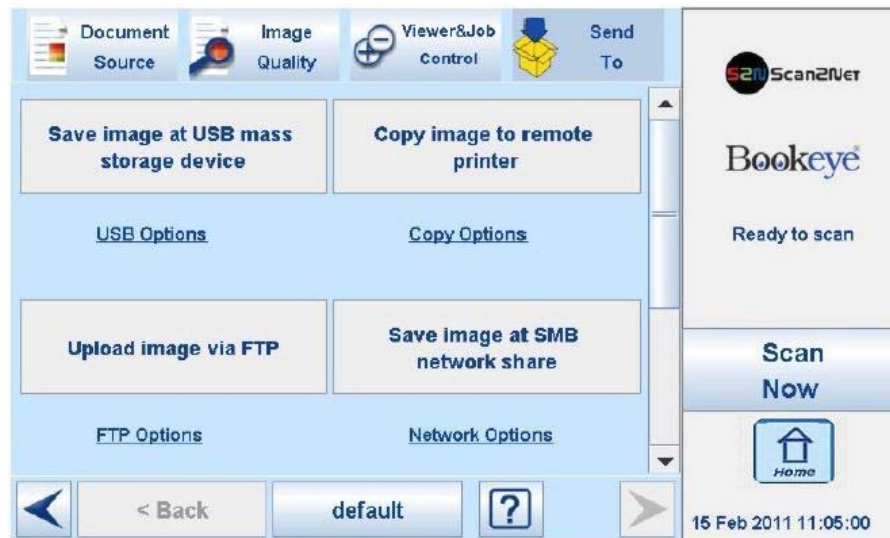 Document
Source
Image
Quality
Viewer&Job
Control
Send
To
Save image at USB mass
storage device
Copy image to remote
printer
USB Options
Copy Options
Upload image via FTP
Save image at SMB
network share
FTP Options
Network Options
< Back
default
?
S2N Scan2Net
Bookeye®
Ready to scan
Scan
Now
Home
15 Feb 2011 11:05:00